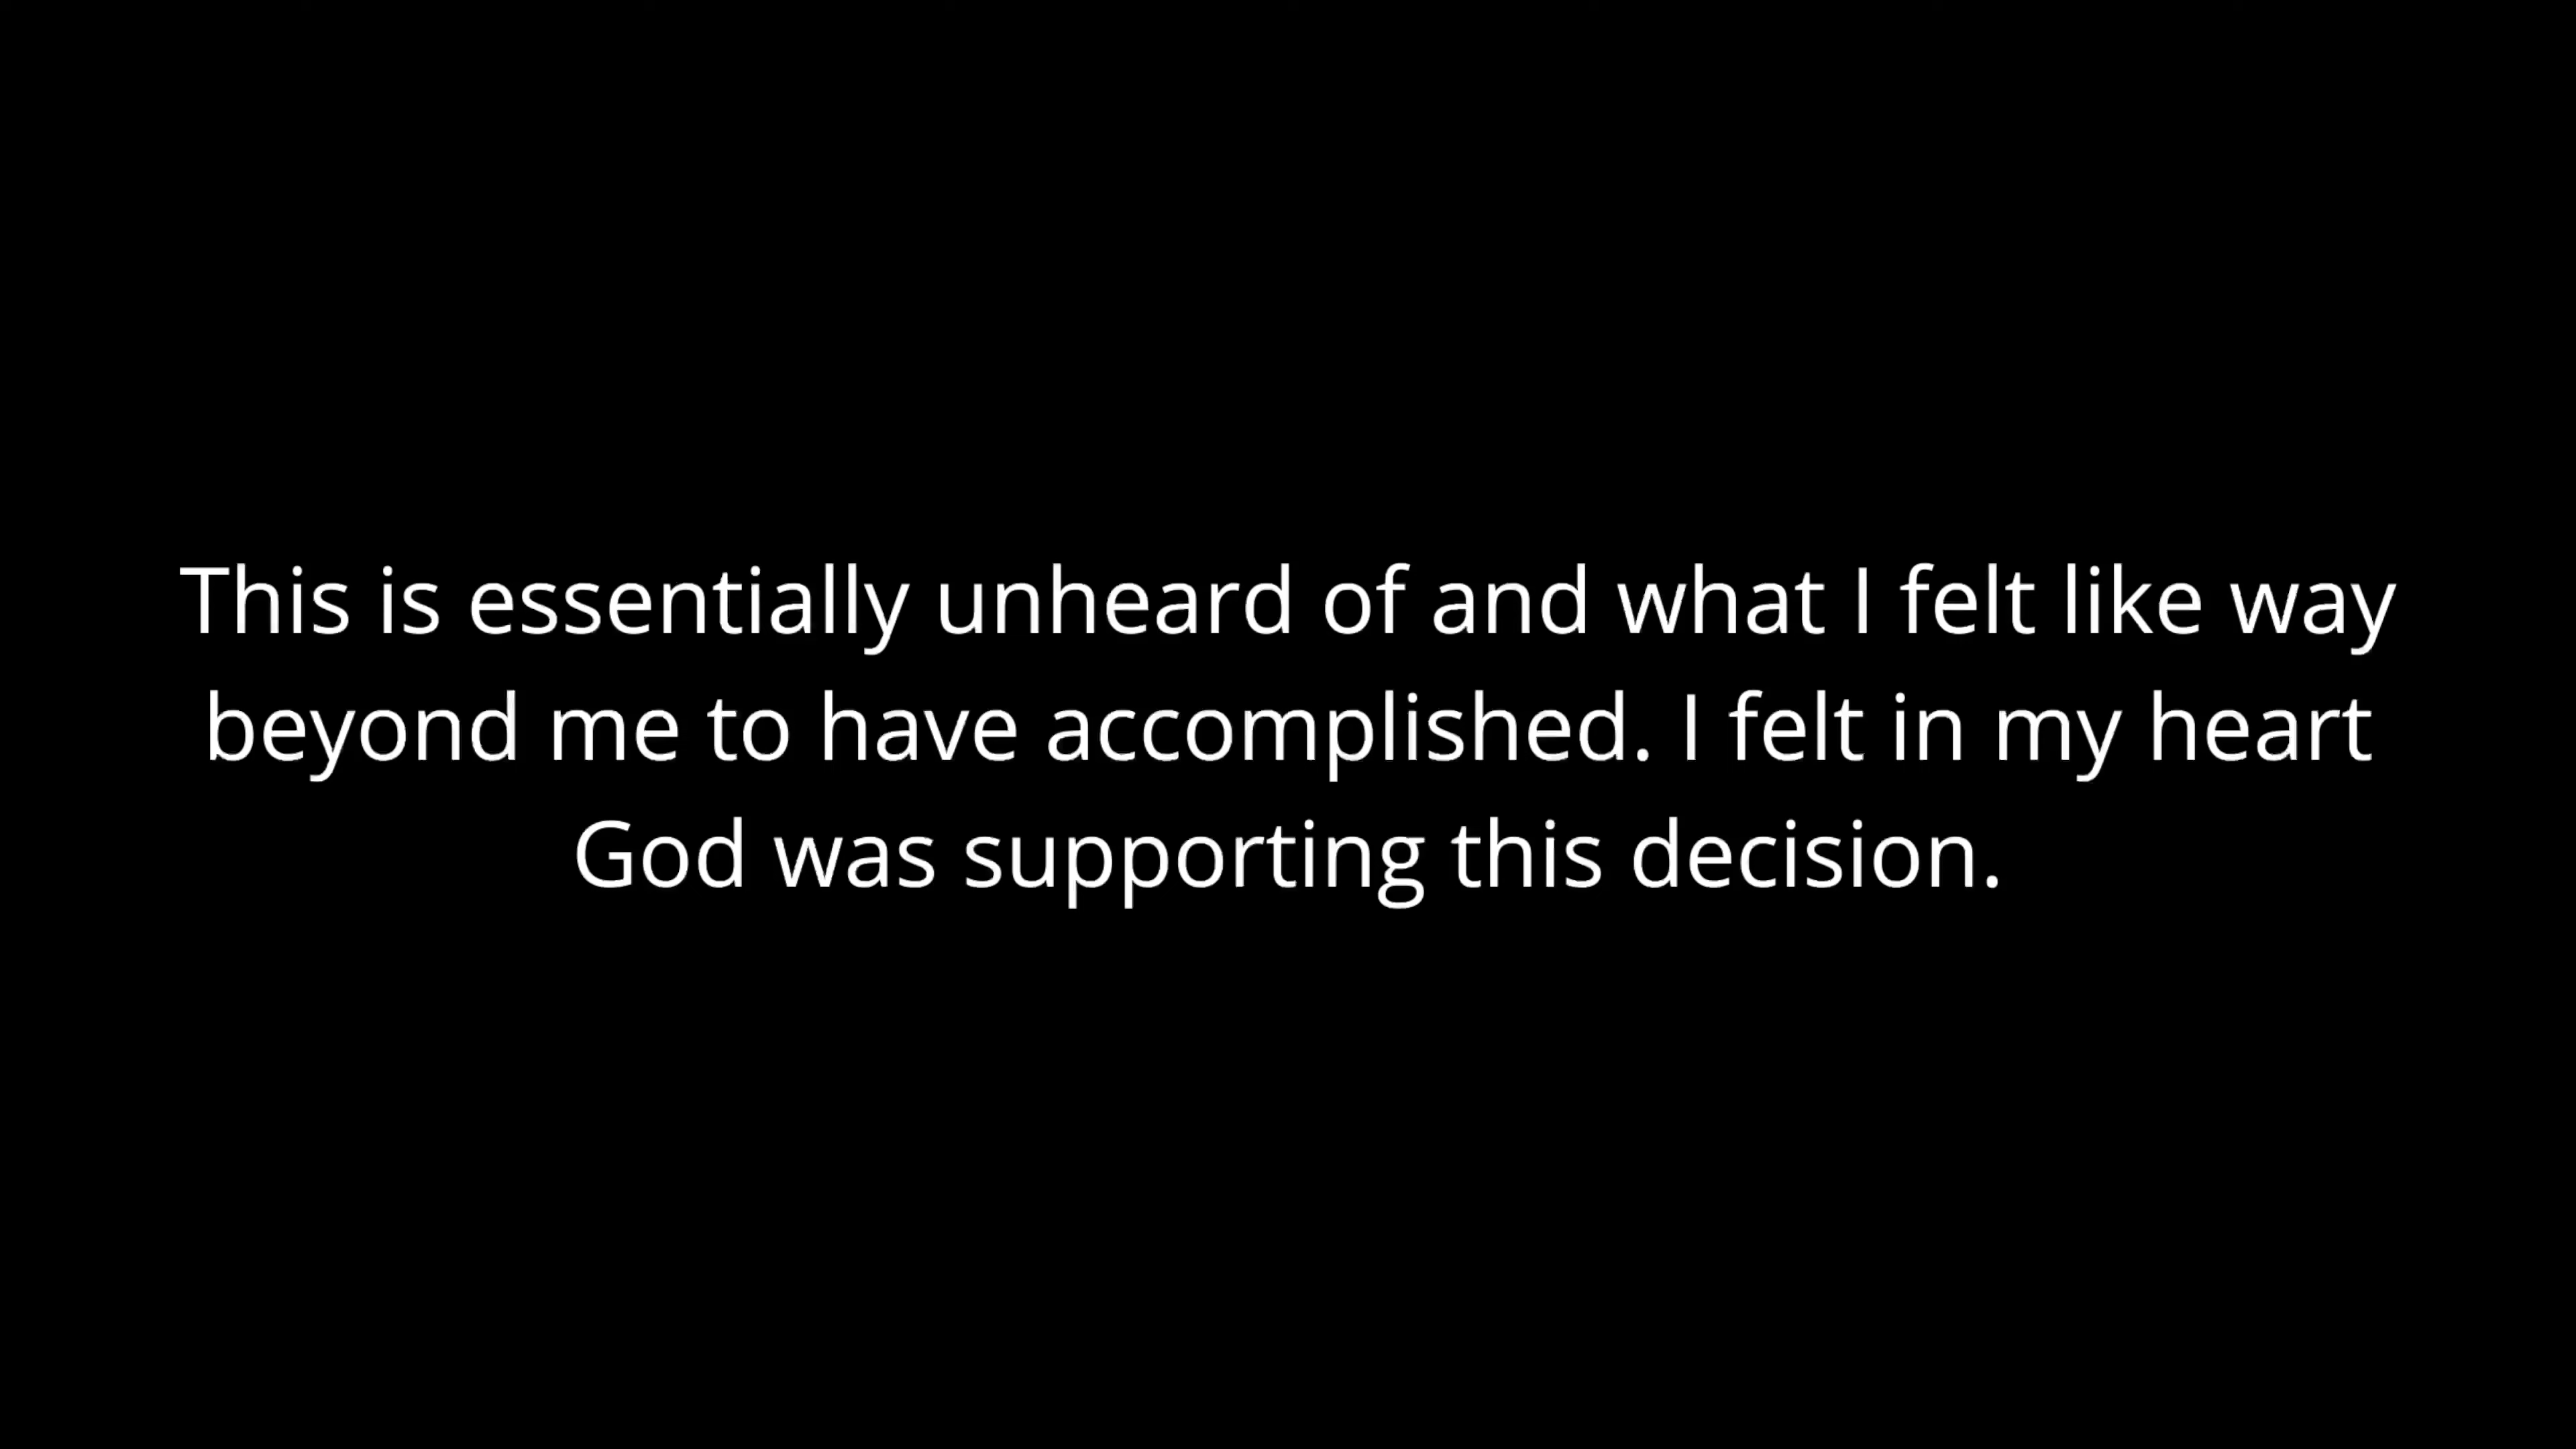 This is essentially unheard of and what I felt like way
beyond me to have accomplished. I felt in my heart
God was supporting this decision.